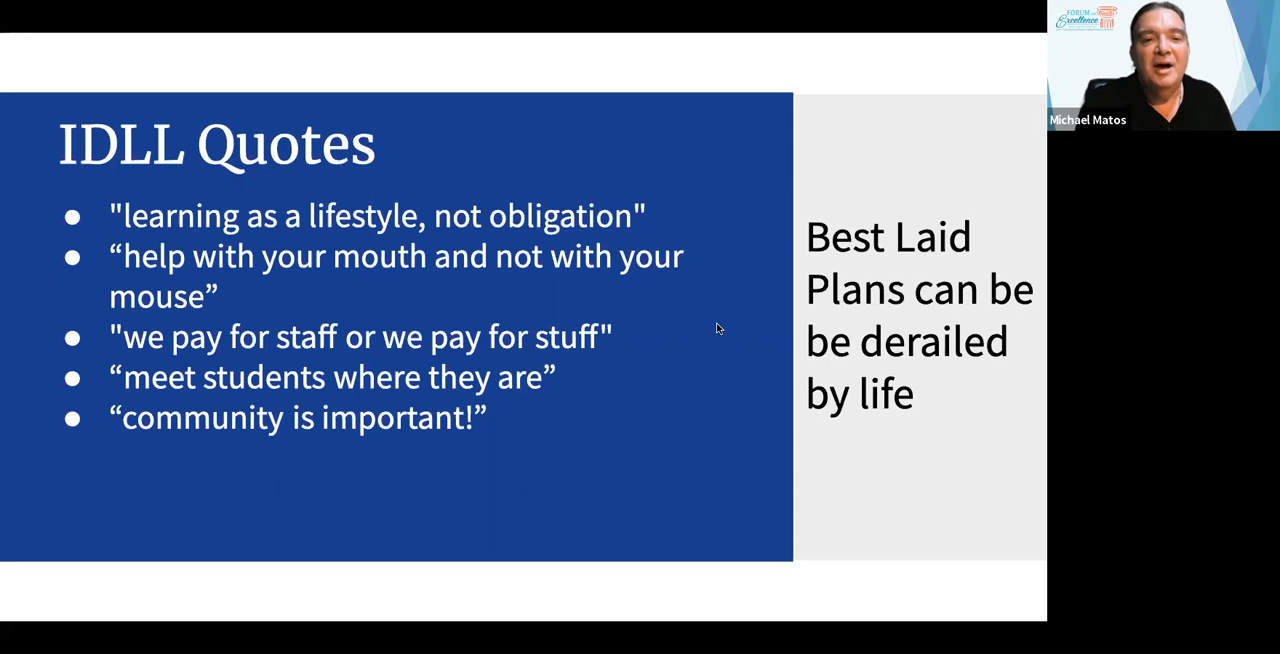 IDLL Quotes
● "learning as a lifestyle, not obligation"
● “help with your mouth and not with your
mouse”
● "we pay for staff or we pay for stuff"
● “meet students where they are”
● “community is important!”
Best Laid
Plans can be
be derailed
by life
FORUM
Excellence
Michael Matos